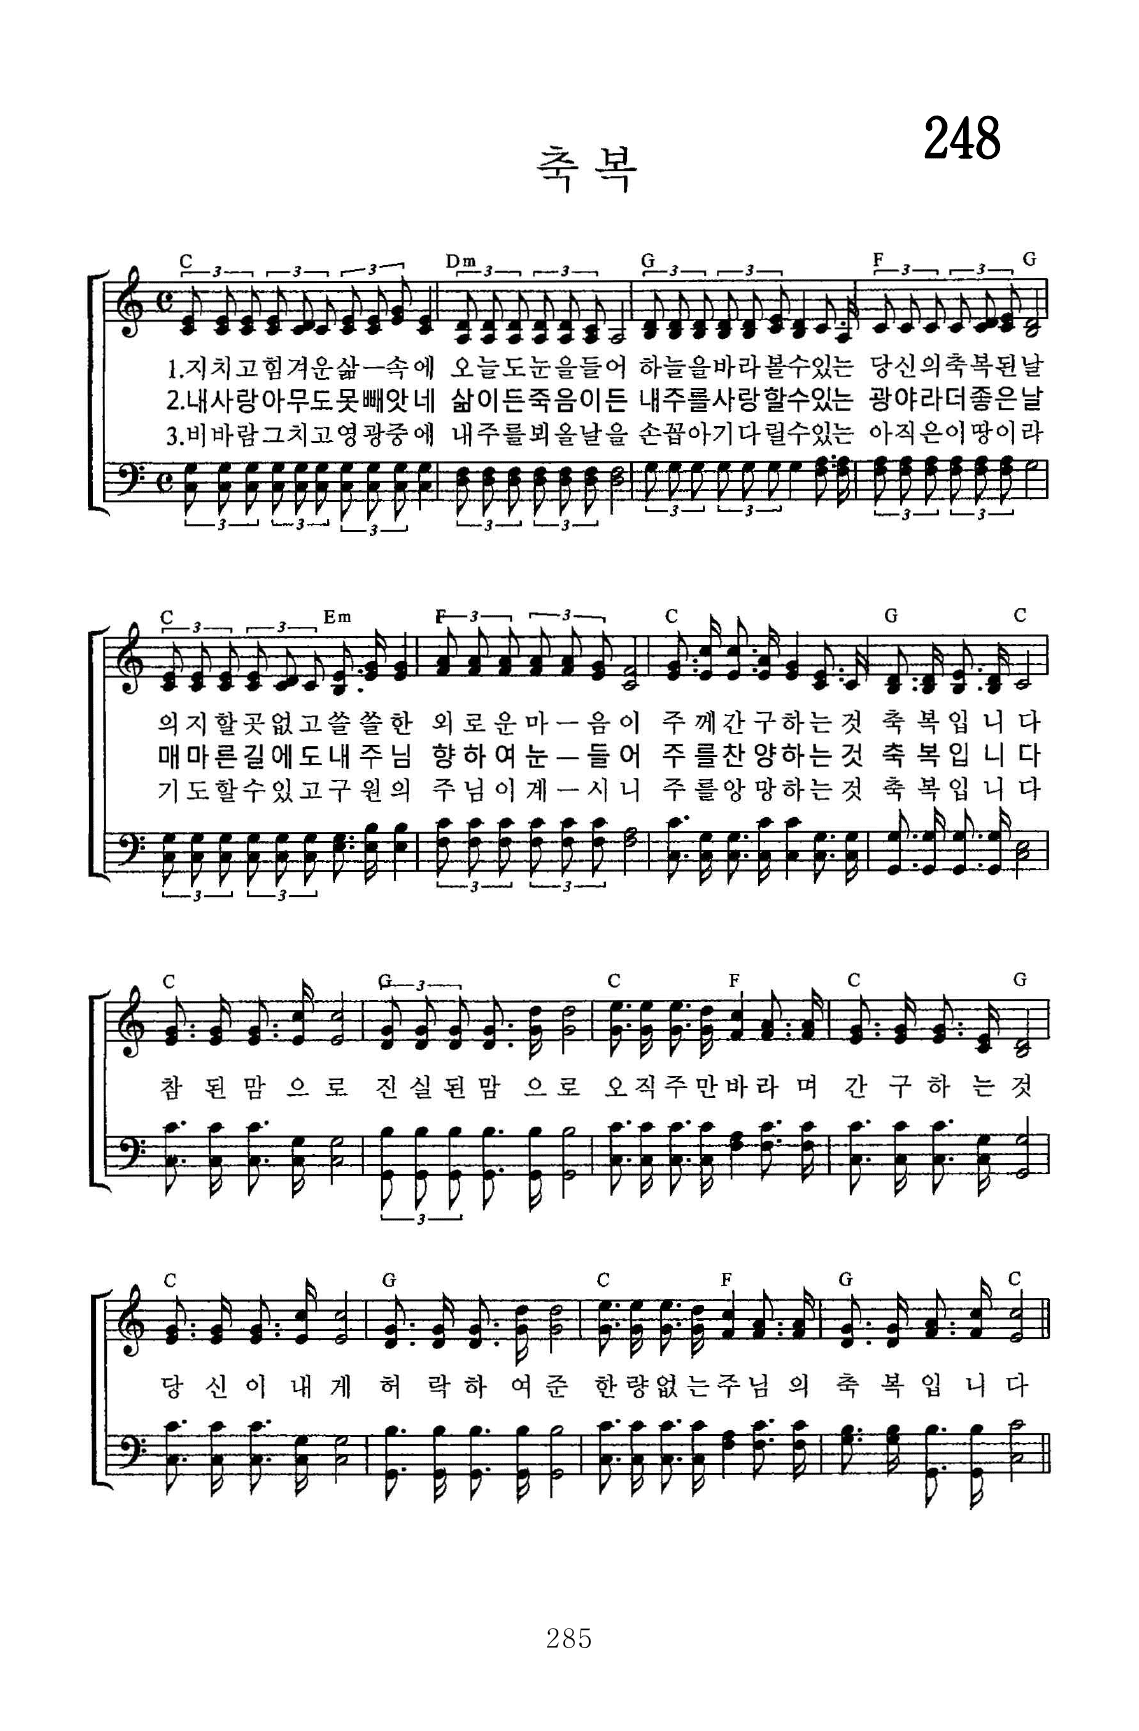 248
축 복
C Dm G F G
3 3 3 3 3 3 3 3 3
1.지치고힘겨운삶ㅡ속에 오늘도눈을들어 하늘을바라볼수있는 당신의축복된날
2.내사랑아무도못빼앗네 삶이든죽음이든 내주를사랑할수있는 광야라더좋은날
3.비바람그치고영광중에 내주를뵈올날을 손꼽아기다릴수있는 아직은이땅이라
3 3 3 3 3 3 3 3 3
C Em F C G C
3 3 3 3
의지할곳없고쓸쓸한 외로운마ㅡ음이 주께간구하는것 축복입니다
매마른길에도내주님 향하여눈ㅡ들어 주를찬양하는것 축복입니다
기도할수있고구원의 주님이계ㅡ시니 주를앙망하는것 축복입니다
3 3 3 3
C G C F C G
3
참된맘으로 진실된맘으로 오직주만바라며 간구하는것
3
C G C F G C
당신이내게 허락하여준 한량없는주님의 축복입니다
285